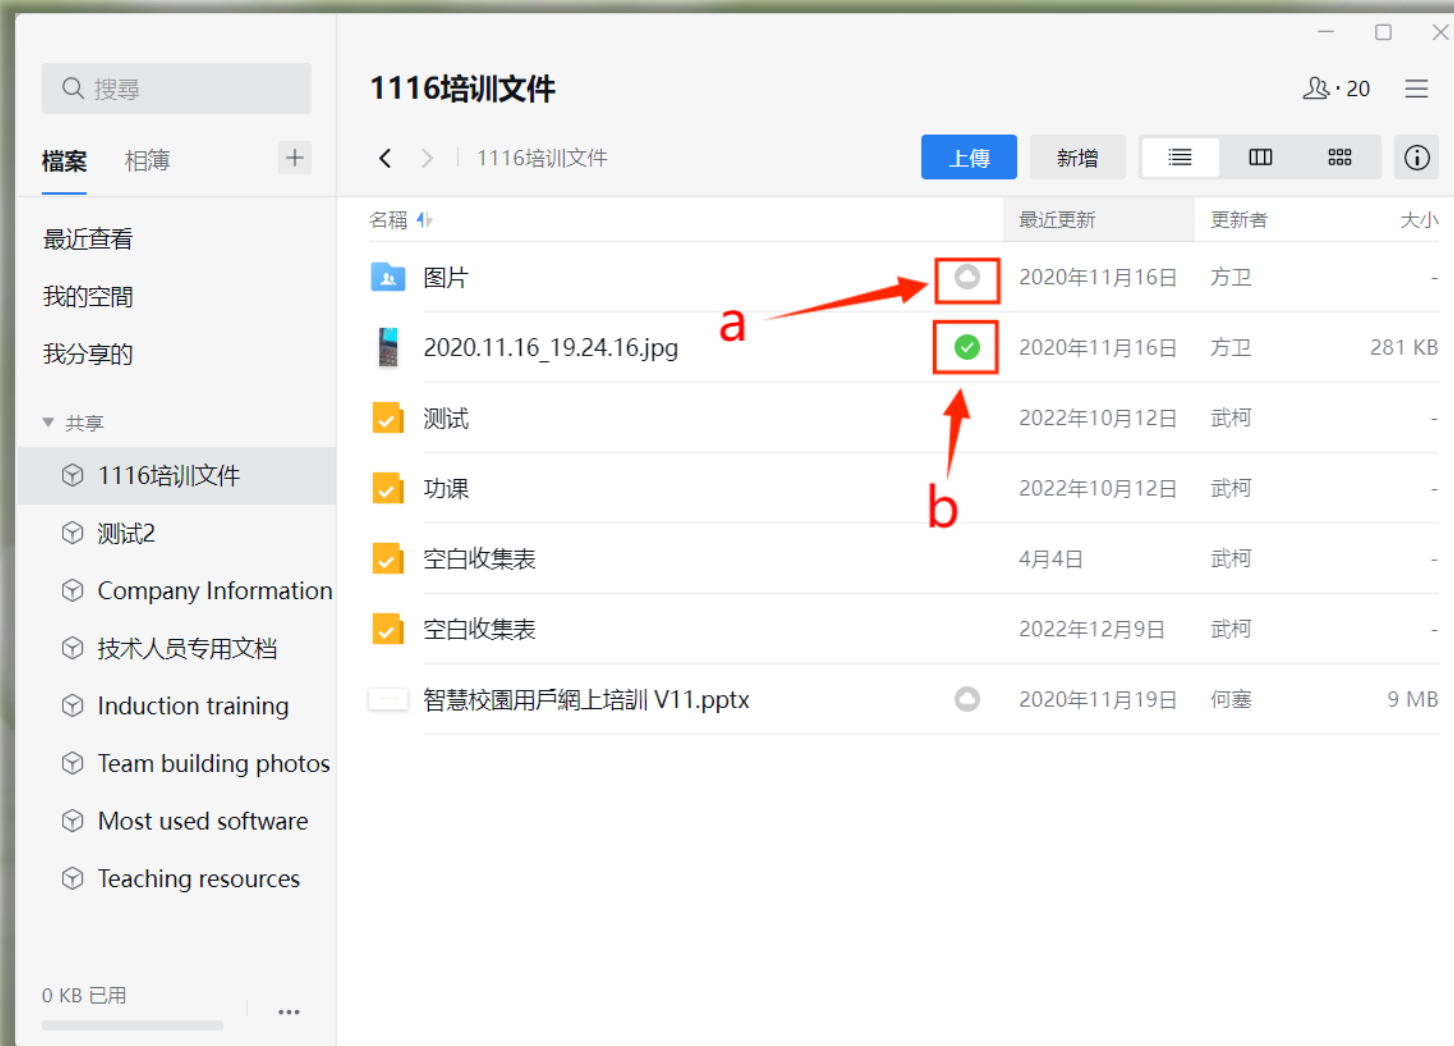 搜尋
檔案 相簿
最近查看
我的空間
我分享的
共享
1116培训文件
测试2
Company Information
技术人员专用文档
Induction training
Team building photos
Most used software
Teaching resources
0 KB 已用
1116培训文件
20
1116培训文件 上傳 新增
名稱 最近更新 更新者 大小
图片 2020年11月16日 方卫 -
a
2020.11.16_19.24.16.jpg 2020年11月16日 方卫 281 KB
测试 2022年10月12日 武柯 -
功课 2022年10月12日 武柯 -
b
空白收集表 4月4日 武柯 -
空白收集表 2022年12月9日 武柯 -
智慧校園用戶網上培訓 V11.pptx 2020年11月19日 何塞 9 MB